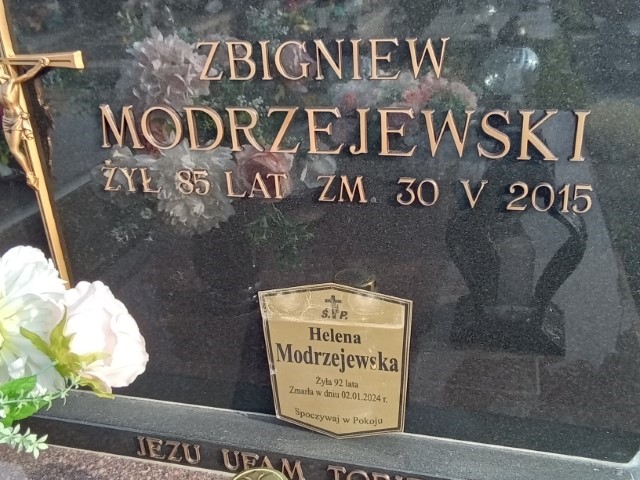 ZBIGNIEW
MODRZEJEWSKI
ŻYŁ 85 LAT ZM 30 V 2015
Ś.†P.
Helena
Modrzejewska
Żyła 92 lata
Zmarła w dniu 02.01.2024 r.
Spoczywaj w Pokoju
JEZU UFAM TOBIE